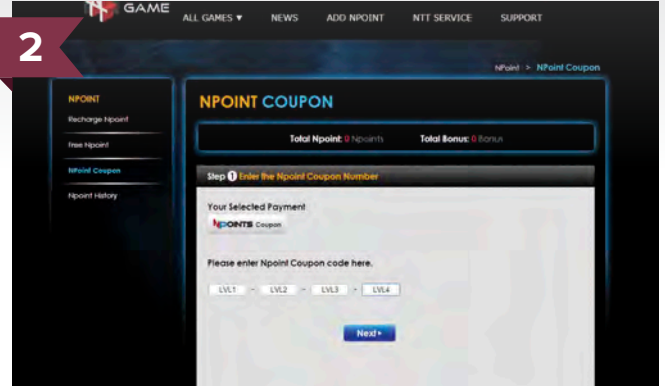 GAME
ALL GAMES ▼ NEWS ADD NPOINT NTT SERVICE SUPPORT
2
NPoint > NPoint Coupon
NPOINT
Recharge Npoint
Free Npoint
NPoint Coupon
Npoint History
NPOINT COUPON
Total Npoint: 0 Npoints Total Bonus: 0 Bonus
Step 1 Enter the Npoint Coupon Number
Your Selected Payment
NPOINTS Coupon
Please enter Npoint Coupon code here.
LVL1 - LVL2 - LVL3 - LVL4
Next